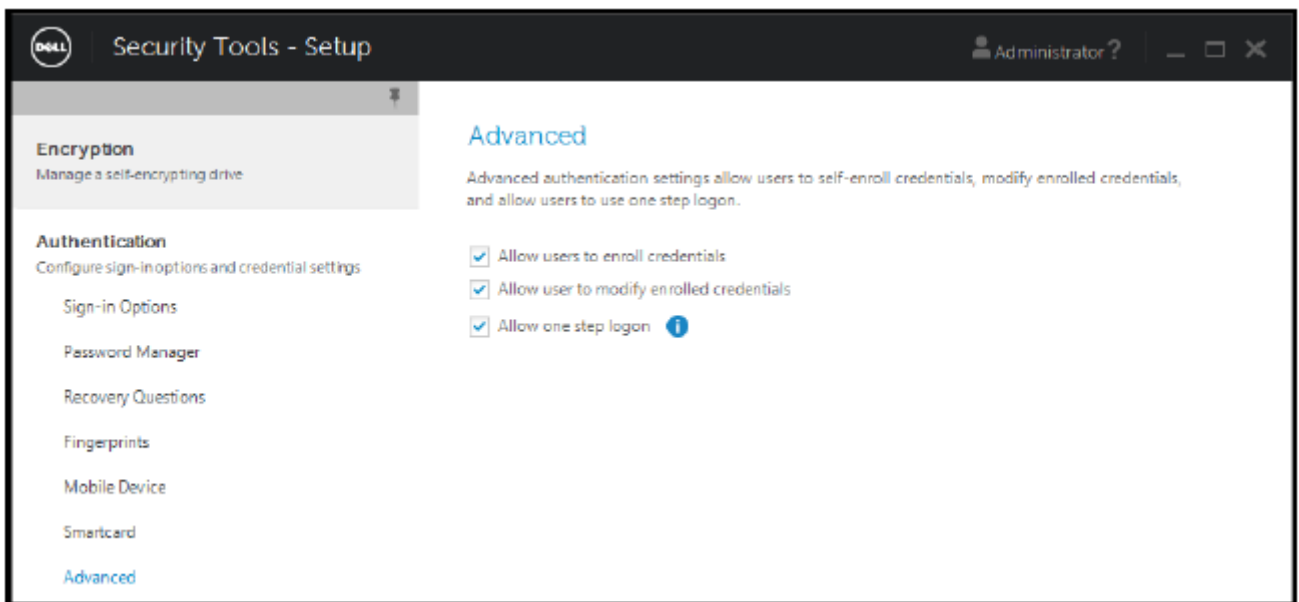 DELL
Security Tools - Setup
Administrator ?
Encryption
Manage a self-encrypting drive
Authentication
Configure sign-in options and credential settings
Sign-in Options
Password Manager
Recovery Questions
Fingerprints
Mobile Device
Smartcard
Advanced
Advanced
Advanced authentication settings allow users to self-enroll credentials, modify enrolled credentials,
and allow users to use one step logon.
Allow users to enroll credentials
Allow user to modify enrolled credentials
Allow one step logon i